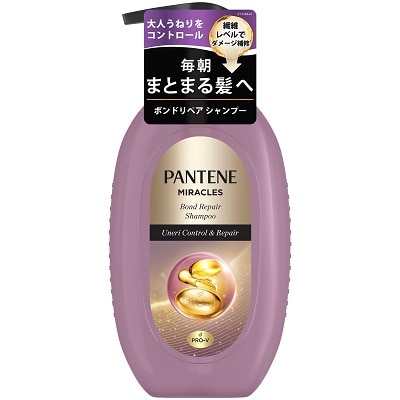 大人うねりを
コントロール
繊維
レベルで
ダメージ補修
毎朝
まとまる髪へ
ボンドリペア シャンプー
PANTENE
MIRACLES
Bond Repair
Shampoo
Uneri Control & Repair
PRO-V